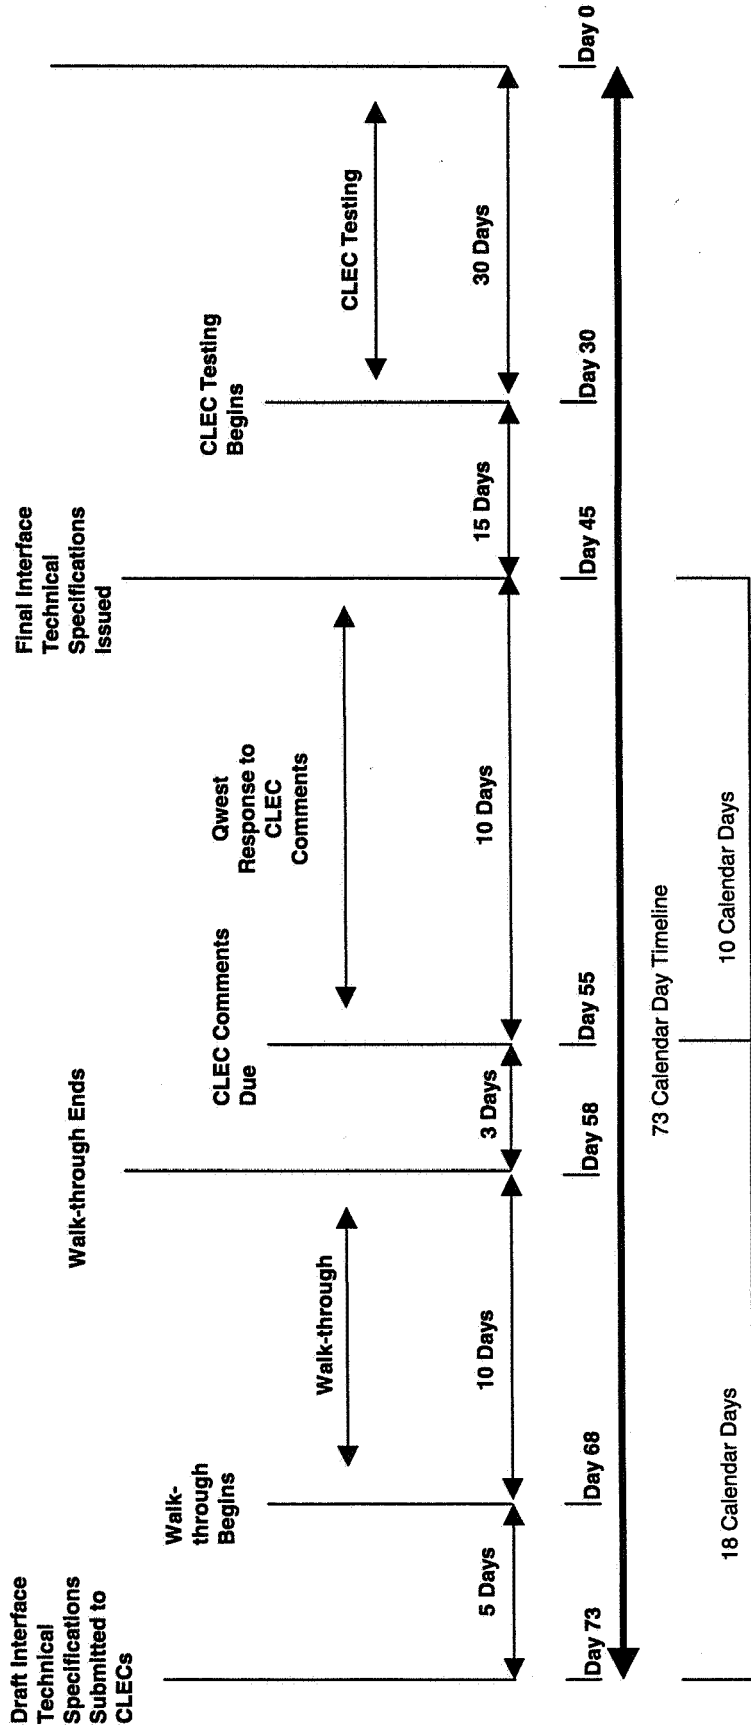 Draft Interface
Technical
Specifications
Submitted to
CLECs
Walk-
through
Begins
Walk-through Ends
CLEC Comments
Due
Final Interface
Technical
Specifications
Issued
CLEC Testing
Begins
Walk-through
Qwest
Response to
CLEC
Comments
CLEC Testing
5 Days
10 Days
3 Days
10 Days
15 Days
30 Days
Day 73
Day 68
Day 58
Day 55
Day 45
Day 30
Day 0
73 Calendar Day Timeline
18 Calendar Days
10 Calendar Days